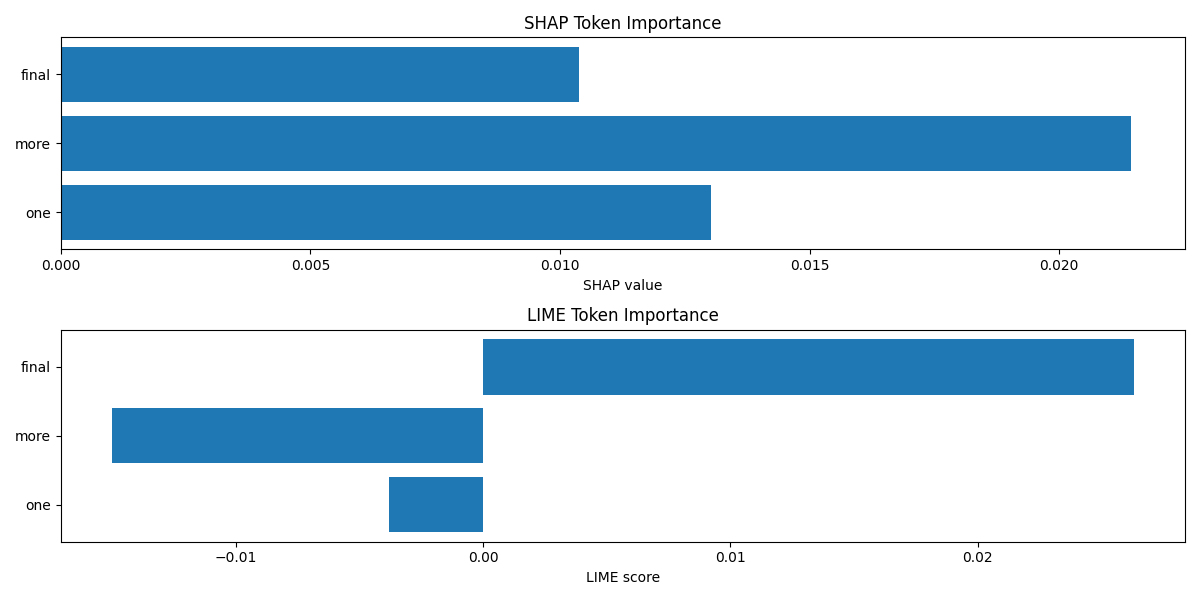 SHAP Token Importance
final
more
one
0.000 0.005 0.010 0.015 0.020
SHAP value
LIME Token Importance
final
more
one
−0.01 0.00 0.01 0.02
LIME score